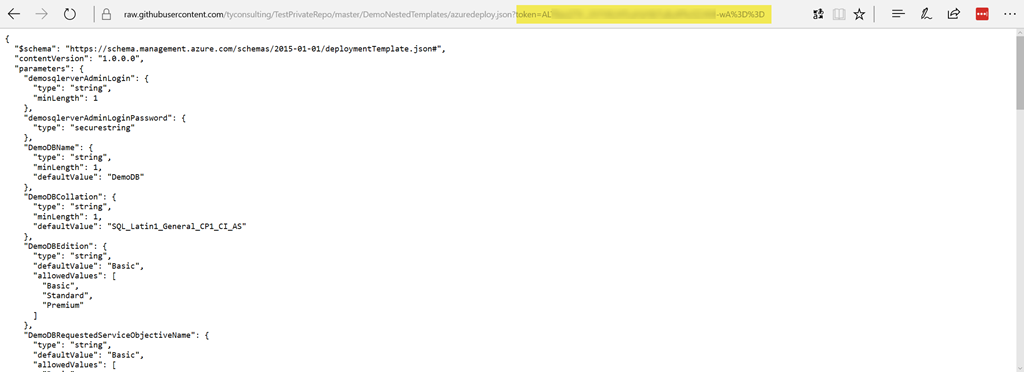 raw.githubusercontent.com/tyconsulting/TestPrivateRepo/master/DemoNestedTemplates/azuredeploy.json?token=AL -wA%3D%3D
{
"$schema": "https://schema.management.azure.com/schemas/2015-01-01/deploymentTemplate.json#",
"contentVersion": "1.0.0.0",
"parameters": {
"demosqlerverAdminLogin": {
"type": "string",
"minLength": 1
},
"demosqlerverAdminLoginPassword": {
"type": "securestring"
},
"DemoDBName": {
"type": "string",
"minLength": 1,
"defaultValue": "DemoDB"
},
"DemoDBCollation": {
"type": "string",
"minLength": 1,
"defaultValue": "SQL_Latin1_General_CP1_CI_AS"
},
"DemoDBEdition": {
"type": "string",
"defaultValue": "Basic",
"allowedValues": [
"Basic",
"Standard",
"Premium"
]
},
"DemoDBRequestedServiceObjectiveName": {
"type": "string",
"defaultValue": "Basic",
"allowedValues": [